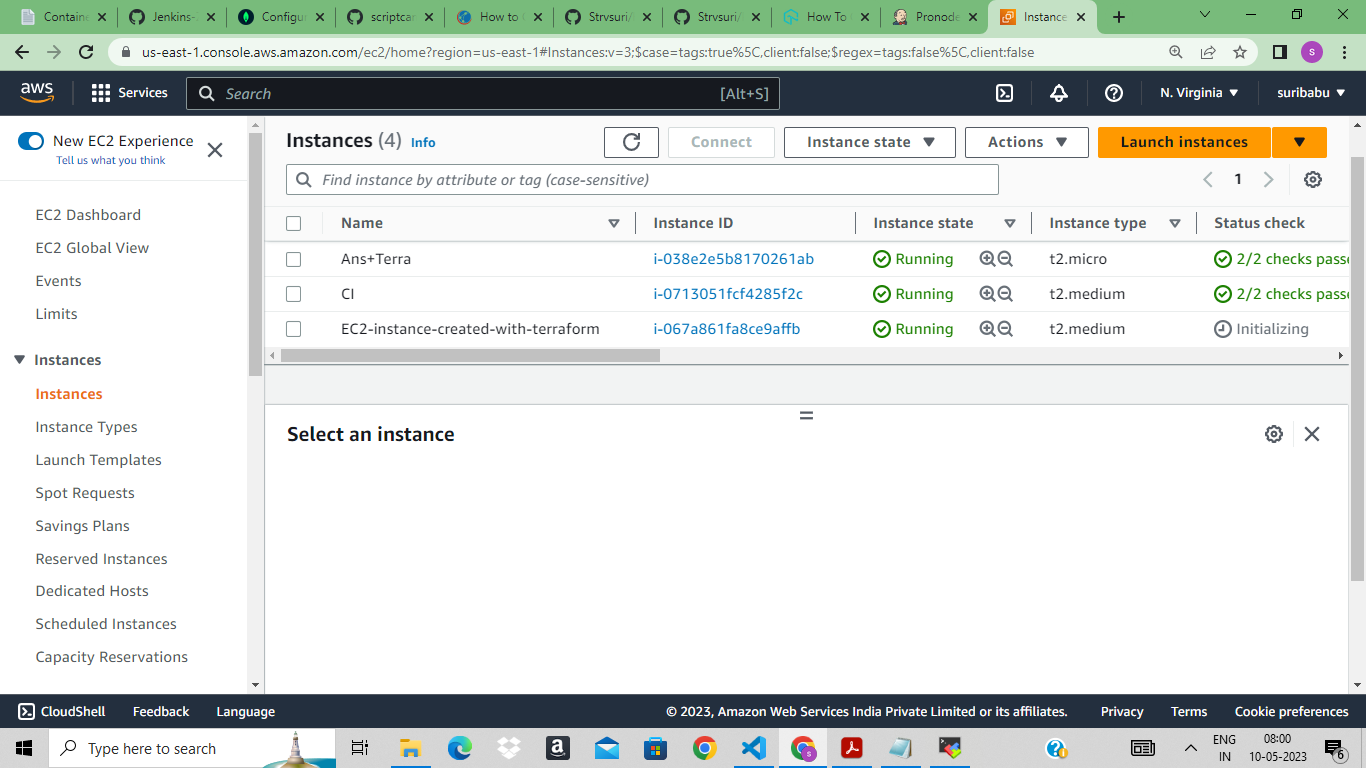 Containe
Jenkins-
Configur
scriptcar
How to
Strvsuri/
Strvsuri/
How To
Pronode
Instance
us-east-1.console.aws.amazon.com/ec2/home?region=us-east-1#Instances:v=3;$case=tags:true%5C,client:false;$regex=tags:false%5C,client:false
S
aws
Services
Search
[Alt+S]
N. Virginia
suribabu
New EC2 Experience
Tell us what you think
EC2 Dashboard
EC2 Global View
Events
Limits
Instances
Instances
Instance Types
Launch Templates
Spot Requests
Savings Plans
Reserved Instances
Dedicated Hosts
Scheduled Instances
Capacity Reservations
Instances (4) Info
Connect
Instance state
Actions
Launch instances
Find instance by attribute or tag (case-sensitive)
1
Name Instance ID Instance state Instance type Status check
Ans+Terra i-038e2e5b8170261ab Running t2.micro 2/2 checks passe
CI i-0713051fcf4285f2c Running t2.medium 2/2 checks passe
EC2-instance-created-with-terraform i-067a861fa8ce9affb Running t2.medium Initializing
Select an instance
CloudShell Feedback Language
© 2023, Amazon Web Services India Private Limited or its affiliates. Privacy Terms Cookie preferences
Type here to search
ENG
IN
08:00
10-05-2023
6